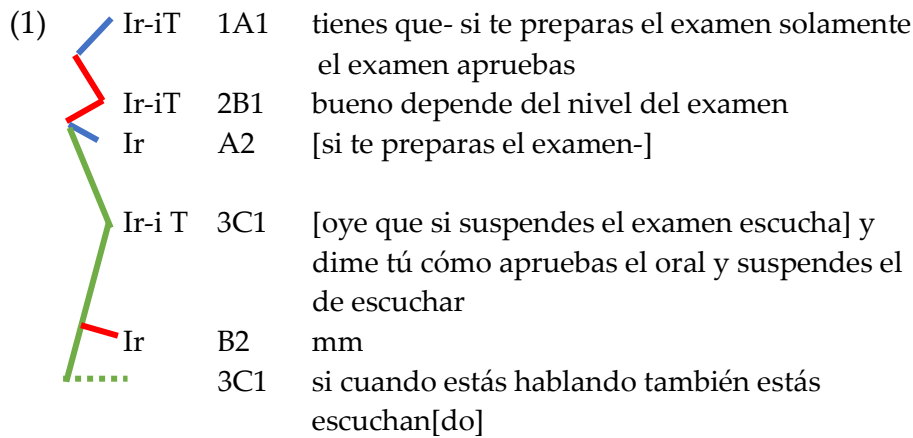 (1) Ir-iT 1A1 tienes que- si te preparas el examen solamente
el examen apruebas
Ir-iT 2B1 bueno depende del nivel del examen
Ir A2 [si te preparas el examen-]
Ir-i T 3C1 [oye que si suspendes el examen escucha] y
dime tú cómo apruebas el oral y suspendes el
de escuchar
Ir B2 mm
3C1 si cuando estás hablando también estás
escuchan[do]